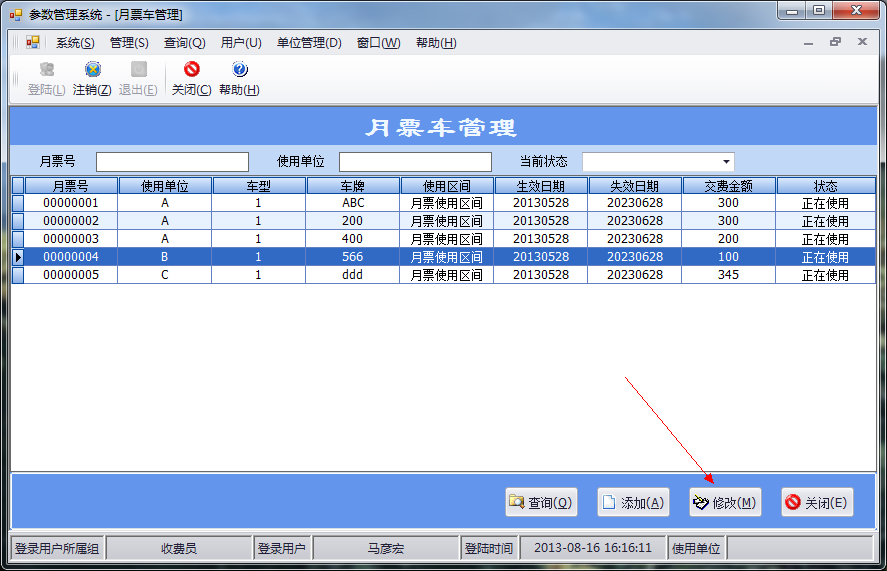 参数管理系统 - [月票车管理]
系统(S) 管理(S) 查询(Q) 用户(U) 单位管理(D) 窗口(W) 帮助(H)
登陆(L) 注销(Z) 退出(E) 关闭(C) 帮助(H)
月票车管理
月票号 使用单位 当前状态
月票号 使用单位 车型 车牌 使用区间 生效日期 失效日期 交费金额 状态
00000001 A 1 ABC 月票使用区间 20130528 20230628 300 正在使用
00000002 A 1 200 月票使用区间 20130528 20230628 300 正在使用
00000003 A 1 400 月票使用区间 20130528 20230628 200 正在使用
00000004 B 1 566 月票使用区间 20130528 20230628 100 正在使用
00000005 C 1 ddd 月票使用区间 20130528 20230628 345 正在使用
查询(Q) 添加(A) 修改(M) 关闭(E)
登录用户所属组 收费员 登录用户 马彦宏 登陆时间 2013-08-16 16:16:11 使用单位